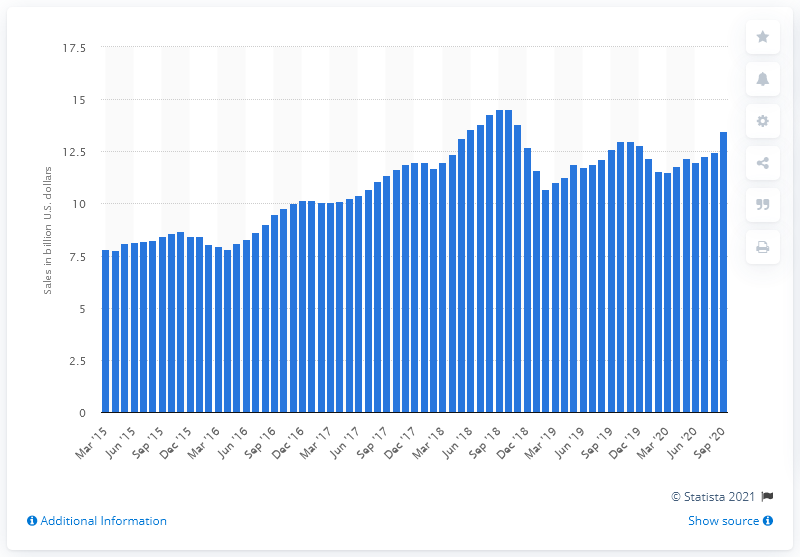 17.5
15
12.5
10
7.5
5
2.5
0
Sales in billion U.S. dollars
Mar '15
Jun '15
Sep '15
Dec '15
Mar '16
Jun '16
Sep '16
Dec '16
Mar '17
Jun '17
Sep '17
Dec '17
Mar '18
Jun '18
Sep '18
Dec '18
Mar '19
Jun '19
Sep '19
Dec '19
Mar '20
Jun '20
Sep '20
© Statista 2021
Additional Information
Show source